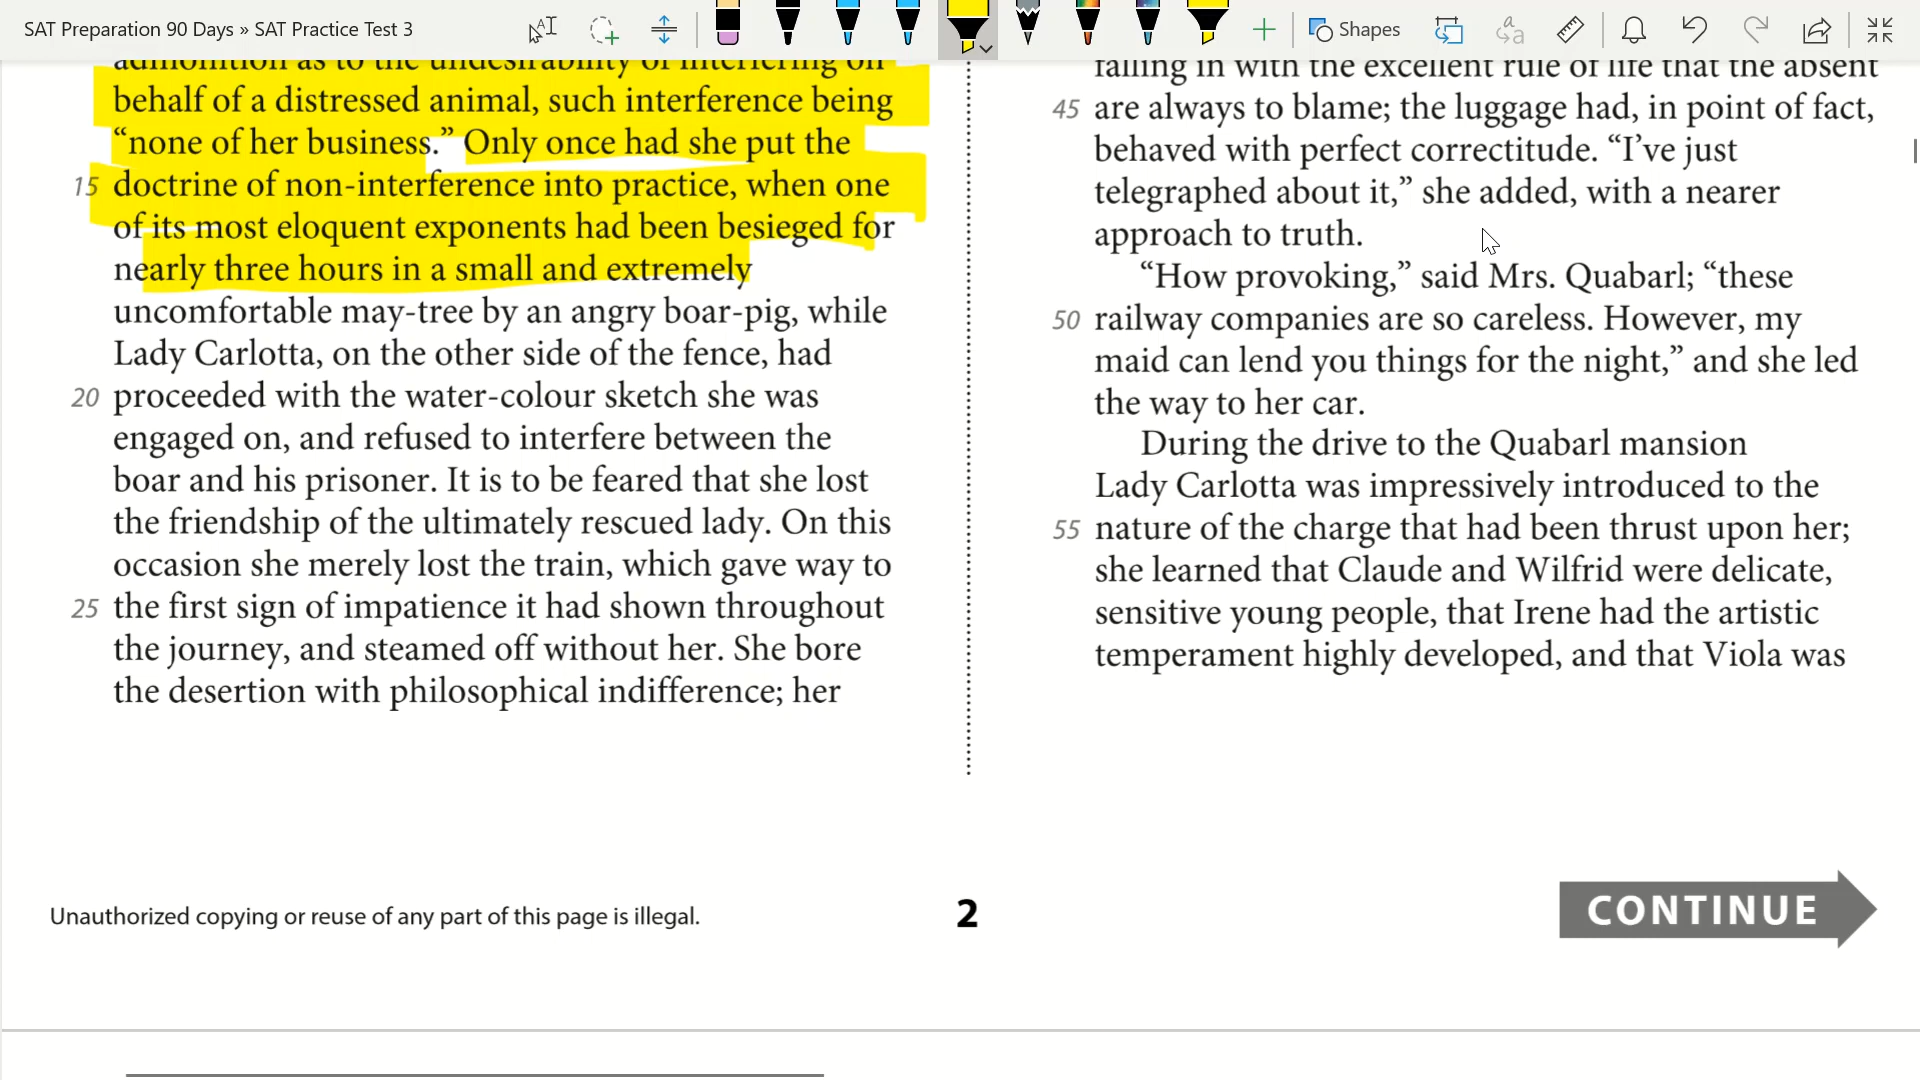 SAT Preparation 90 Days » SAT Practice Test 3
Shapes
admonition as to the undesirability of interfering on
behalf of a distressed animal, such interference being
“none of her business.” Only once had she put the
15 doctrine of non-interference into practice, when one
of its most eloquent exponents had been besieged for
nearly three hours in a small and extremely
uncomfortable may-tree by an angry boar-pig, while
Lady Carlotta, on the other side of the fence, had
20 proceeded with the water-colour sketch she was
engaged on, and refused to interfere between the
boar and his prisoner. It is to be feared that she lost
the friendship of the ultimately rescued lady. On this
occasion she merely lost the train, which gave way to
25 the first sign of impatience it had shown throughout
the journey, and steamed off without her. She bore
the desertion with philosophical indifference; her
falling in with the excellent rule of life that the absent
45 are always to blame; the luggage had, in point of fact,
behaved with perfect correctitude. “I’ve just
telegraphed about it,” she added, with a nearer
approach to truth.
“How provoking,” said Mrs. Quabarl; “these
50 railway companies are so careless. However, my
maid can lend you things for the night,” and she led
the way to her car.
During the drive to the Quabarl mansion
Lady Carlotta was impressively introduced to the
55 nature of the charge that had been thrust upon her;
she learned that Claude and Wilfrid were delicate,
sensitive young people, that Irene had the artistic
temperament highly developed, and that Viola was
Unauthorized copying or reuse of any part of this page is illegal.
2
CONTINUE